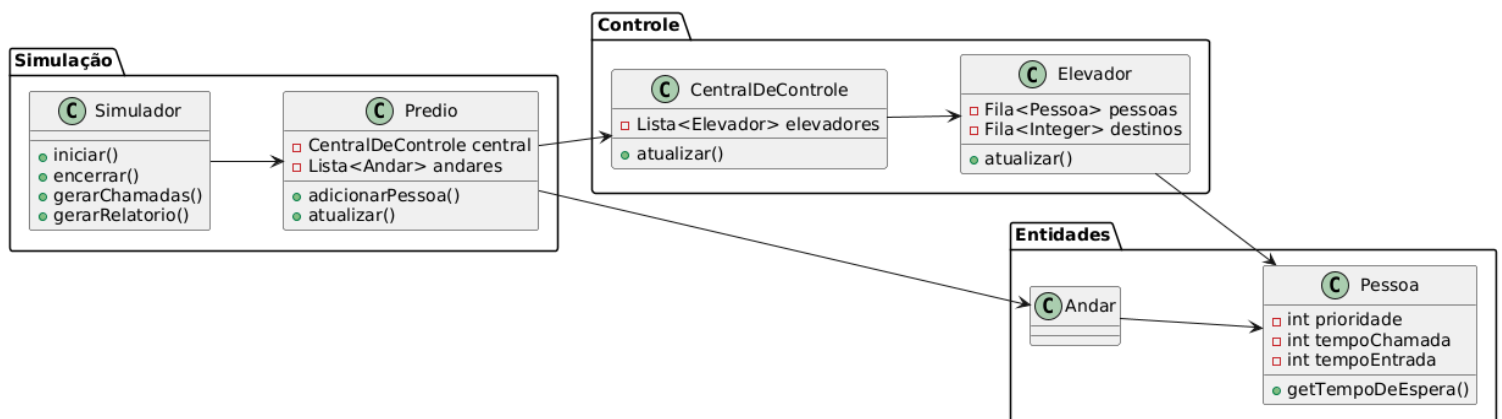 Simulação
C Simulador
iniciar()
encerrar()
gerarChamadas()
gerarRelatorio()
C Predio
CentralDeControle central
Lista<Andar> andares
adicionarPessoa()
atualizar()
Controle
C CentralDeControle
Lista<Elevador> elevadores
atualizar()
C Elevador
Fila<Pessoa> pessoas
Fila<Integer> destinos
atualizar()
Entidades
C Andar
C Pessoa
int prioridade
int tempoChamada
int tempoEntrada
getTempoDeEspera()